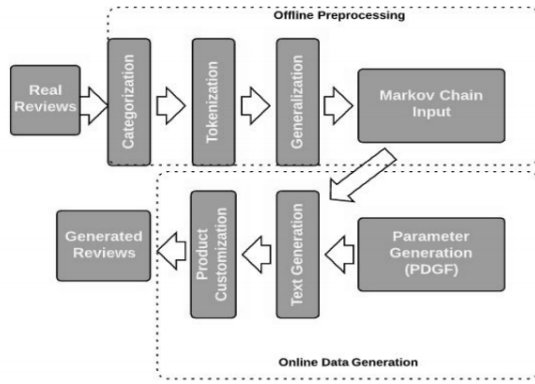 Offline Preprocessing
Real
Reviews
Categorization
Tokenization
Generalization
Markov Chain
Input
Generated
Reviews
Product
Customization
Text Generation
Parameter
Generation
(PDGF)
Online Data Generation